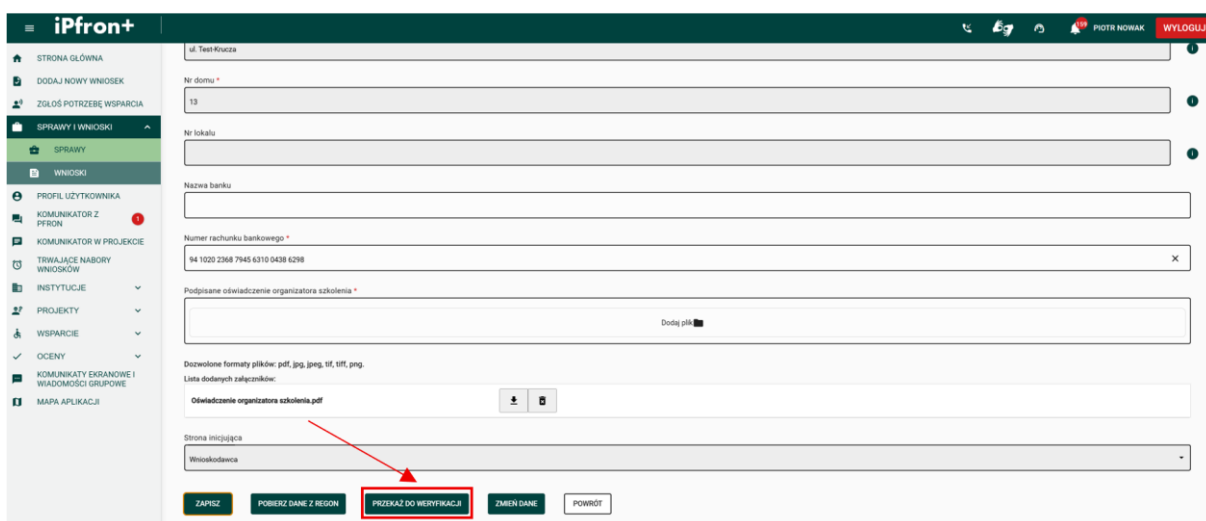 iPfron+
159
PIOTR NOWAK
WYLOGUJ
STRONA GŁÓWNA
DODAJ NOWY WNIOSEK
ZGŁOŚ POTRZEBĘ WSPARCIA
SPRAWY I WNIOSKI
SPRAWY
WNIOSKI
PROFIL UŻYTKOWNIKA
KOMUNIKATOR Z
PFRON
1
KOMUNIKATOR W PROJEKCIE
TRWAJĄCE NABORY
WNIOSKÓW
INSTYTUCJE
PROJEKTY
WSPARCIE
OCENY
KOMUNIKATY EKRANOWE I
WIADOMOŚCI GRUPOWE
MAPA APLIKACJI
ul. Test-Krucza
Nr domu *
13
Nr lokalu
Nazwa banku
Numer rachunku bankowego *
94 1020 2368 7945 6310 0438 6298
Podpisane oświadczenie organizatora szkolenia *
Dodaj plik
Dozwolone formaty plików: pdf, jpg, jpeg, tif, tiff, png.
Lista dodanych załączników:
Oświadczenie organizatora szkolenia.pdf
Strona inicjująca
Wnioskodawca
ZAPISZ
POBIERZ DANE Z REGON
PRZEKAŻ DO WERYFIKACJI
ZMIEŃ DANE
POWRÓT